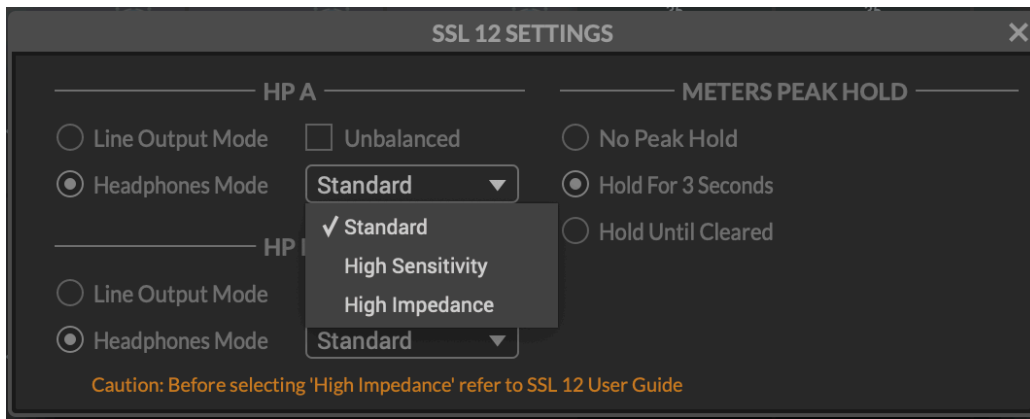 SSL 12 SETTINGS
HP A
Line Output Mode
Unbalanced
Headphones Mode
Standard
✓ Standard
High Sensitivity
High Impedance
HP
Line Output Mode
Headphones Mode
Standard
METERS PEAK HOLD
No Peak Hold
Hold For 3 Seconds
Hold Until Cleared
Caution: Before selecting 'High Impedance' refer to SSL 12 User Guide